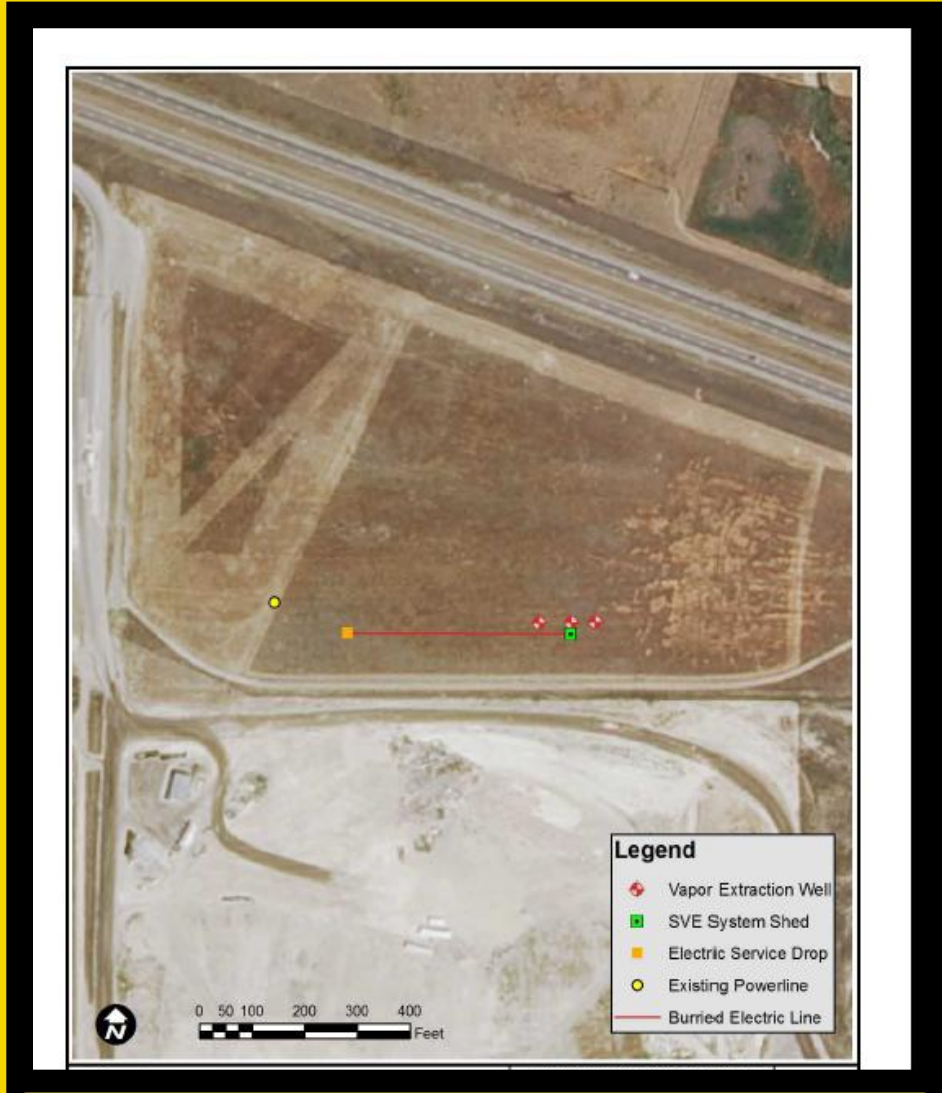 Legend
Vapor Extraction Well
SVE System Shed
Electric Service Drop
Existing Powerline
Burried Electric Line
N
0 50 100 200 300 400
Feet